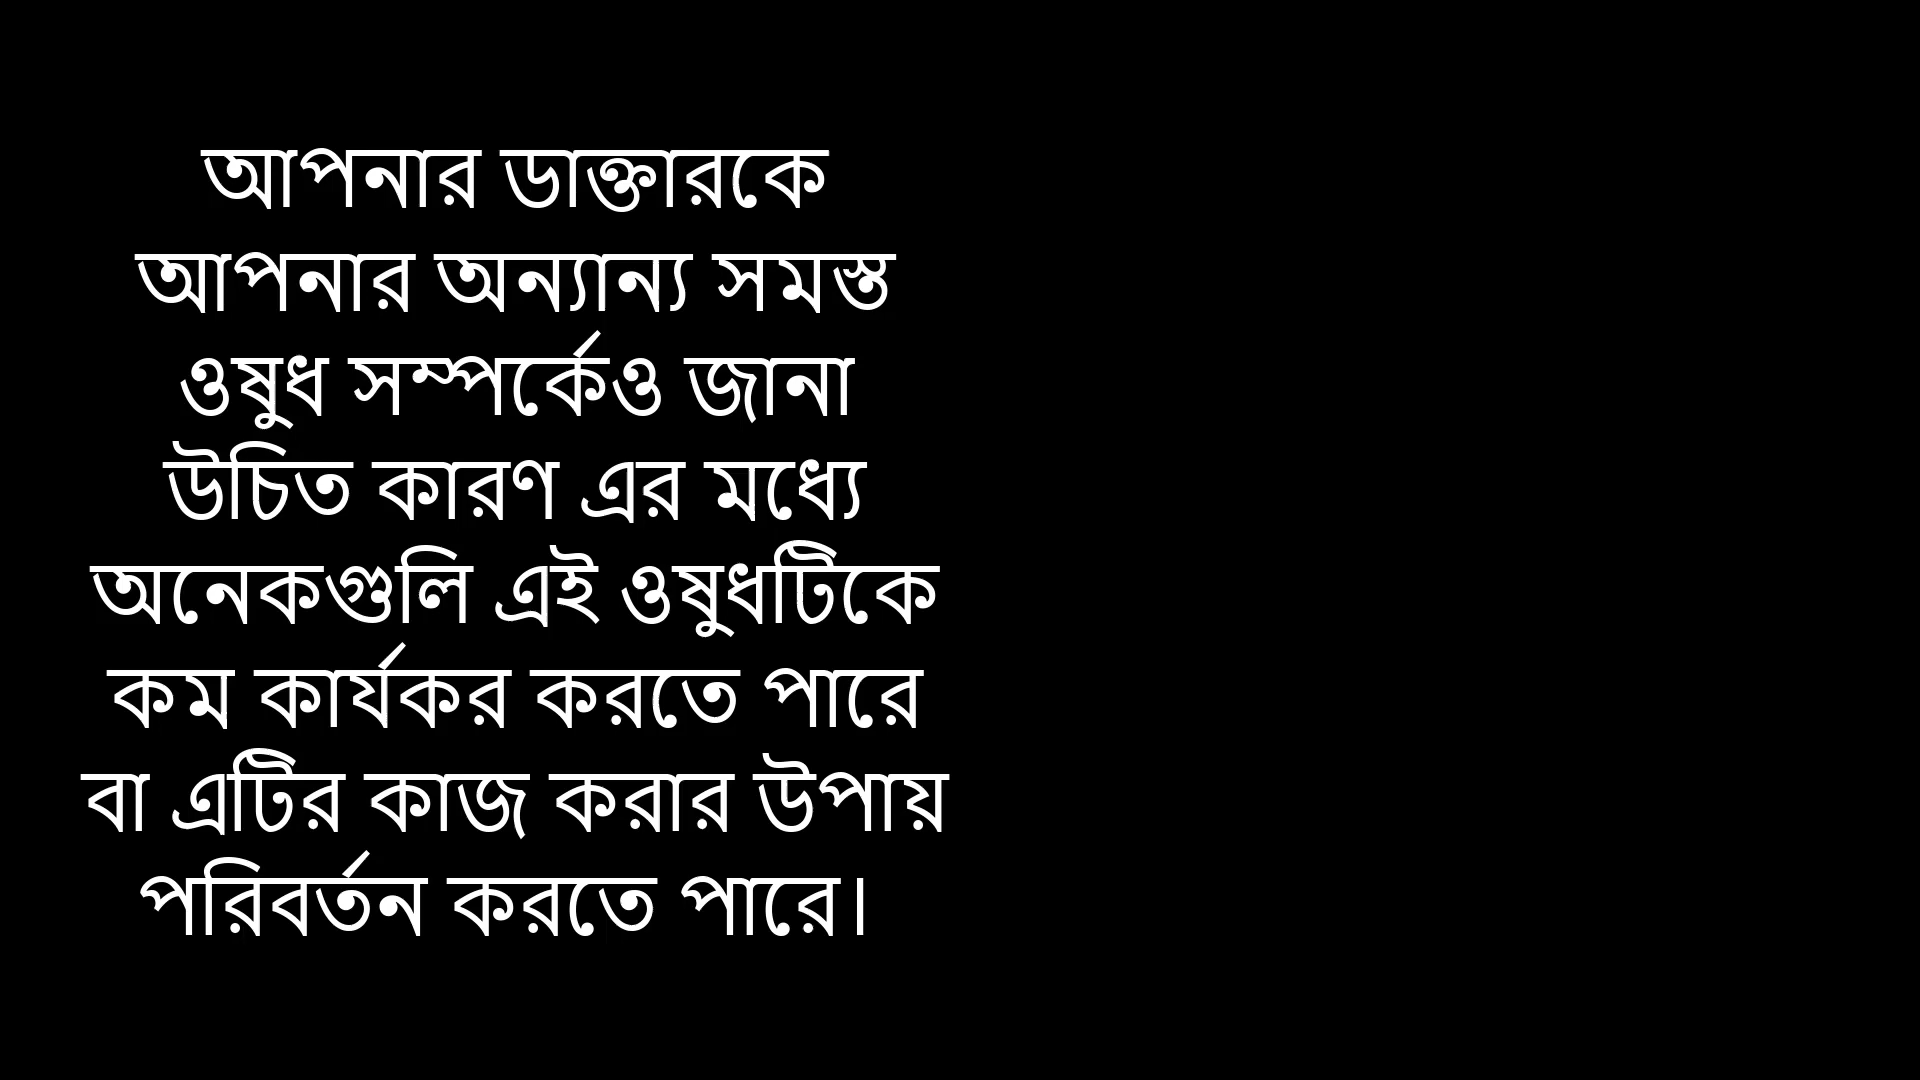 আপনার ডাক্তারকে
আপনার অন্যান্য সমস্ত
ওষুধ সম্পর্কেও জানা
উচিত কারণ এর মধ্যে
অনেকগুলি এই ওষুধটিকে
কম কার্যকর করতে পারে
বা এটির কাজ করার উপায়
পরিবর্তন করতে পারে।